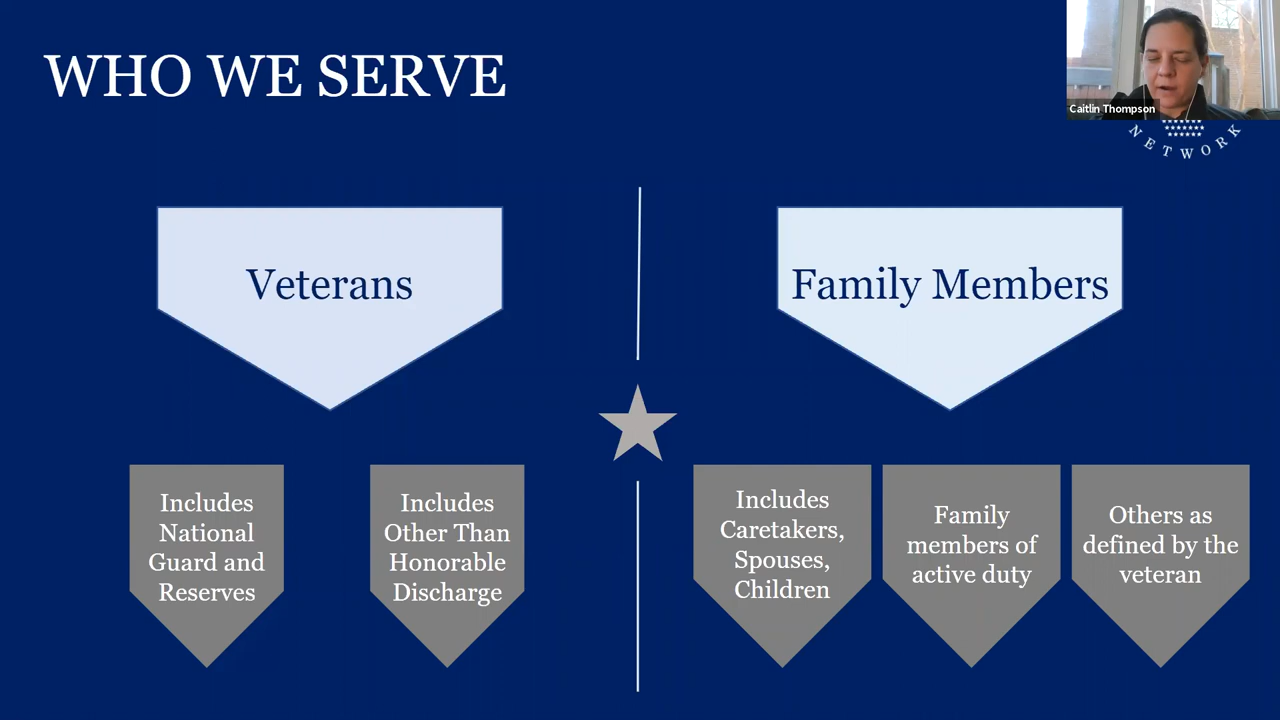 WHO WE SERVE
Caitlin Thompson
NETWORK
Veterans
Family Members
Includes
National
Guard and
Reserves
Includes
Other Than
Honorable
Discharge
Includes
Caretakers,
Spouses,
Children
Family
members of
active duty
Others as
defined by the
veteran